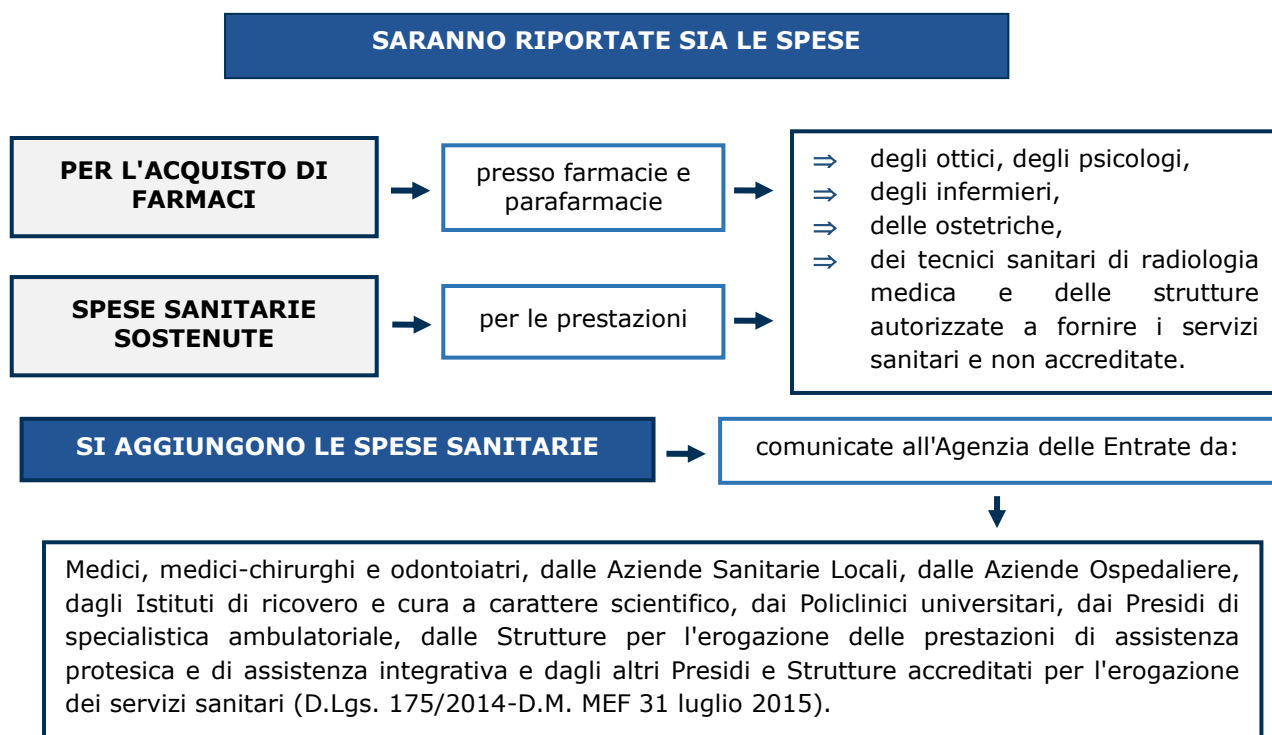 SARANNO RIPORTATE SIA LE SPESE
PER L'ACQUISTO DI
FARMACI
presso farmacie e
parafarmacie
⇒ degli ottici, degli psicologi,
⇒ degli infermieri,
⇒ delle ostetriche,
⇒ dei tecnici sanitari di radiologia
medica e delle strutture
autorizzate a fornire i servizi
sanitari e non accreditate.
SPESE SANITARIE
SOSTENUTE
per le prestazioni
SI AGGIUNGONO LE SPESE SANITARIE
comunicate all'Agenzia delle Entrate da:
Medici, medici-chirurghi e odontoiatri, dalle Aziende Sanitarie Locali, dalle Aziende Ospedaliere,
dagli Istituti di ricovero e cura a carattere scientifico, dai Policlinici universitari, dai Presidi di
specialistica ambulatoriale, dalle Strutture per l'erogazione delle prestazioni di assistenza
protesica e di assistenza integrativa e dagli altri Presidi e Strutture accreditati per l'erogazione
dei servizi sanitari (D.Lgs. 175/2014-D.M. MEF 31 luglio 2015).